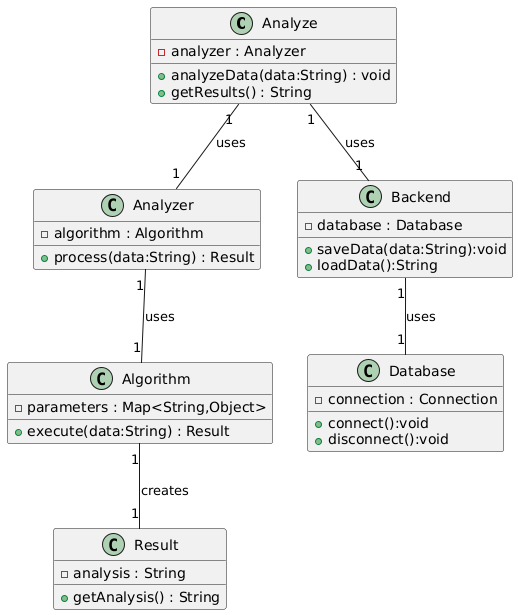 C Analyze
analyzer : Analyzer
analyzeData(data:String) : void
getResults() : String
1 1
uses uses
1 1
C Analyzer
algorithm : Algorithm
process(data:String) : Result
C Backend
database : Database
saveData(data:String):void
loadData():String
1 1
uses uses
1 1
C Algorithm
parameters : Map<String,Object>
execute(data:String) : Result
C Database
connection : Connection
connect():void
disconnect():void
1
creates
1
C Result
analysis : String
getAnalysis() : String